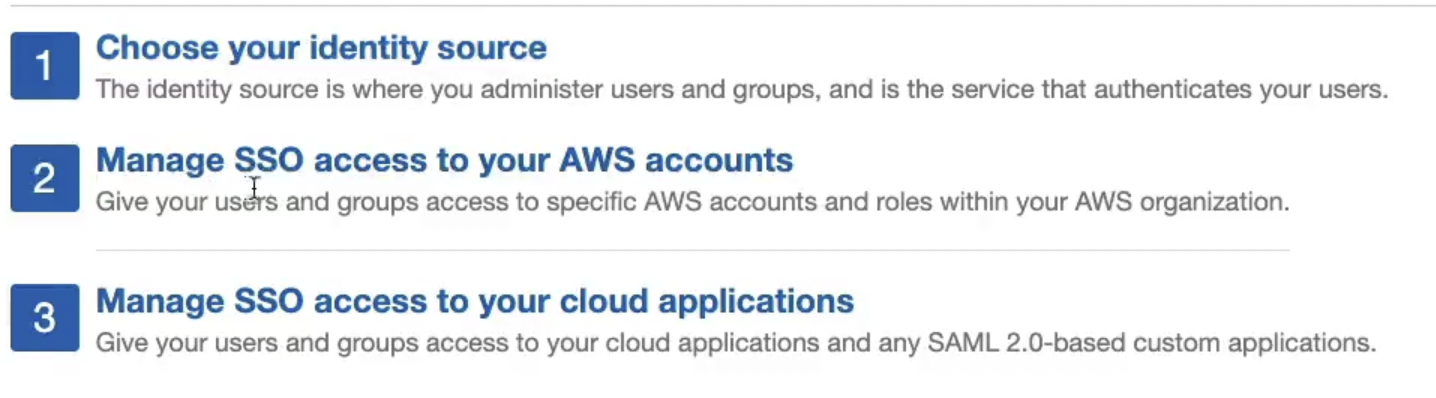 1
Choose your identity source
The identity source is where you administer users and groups, and is the service that authenticates your users.
2
Manage SSO access to your AWS accounts
Give your users and groups access to specific AWS accounts and roles within your AWS organization.
3
Manage SSO access to your cloud applications
Give your users and groups access to your cloud applications and any SAML 2.0-based custom applications.